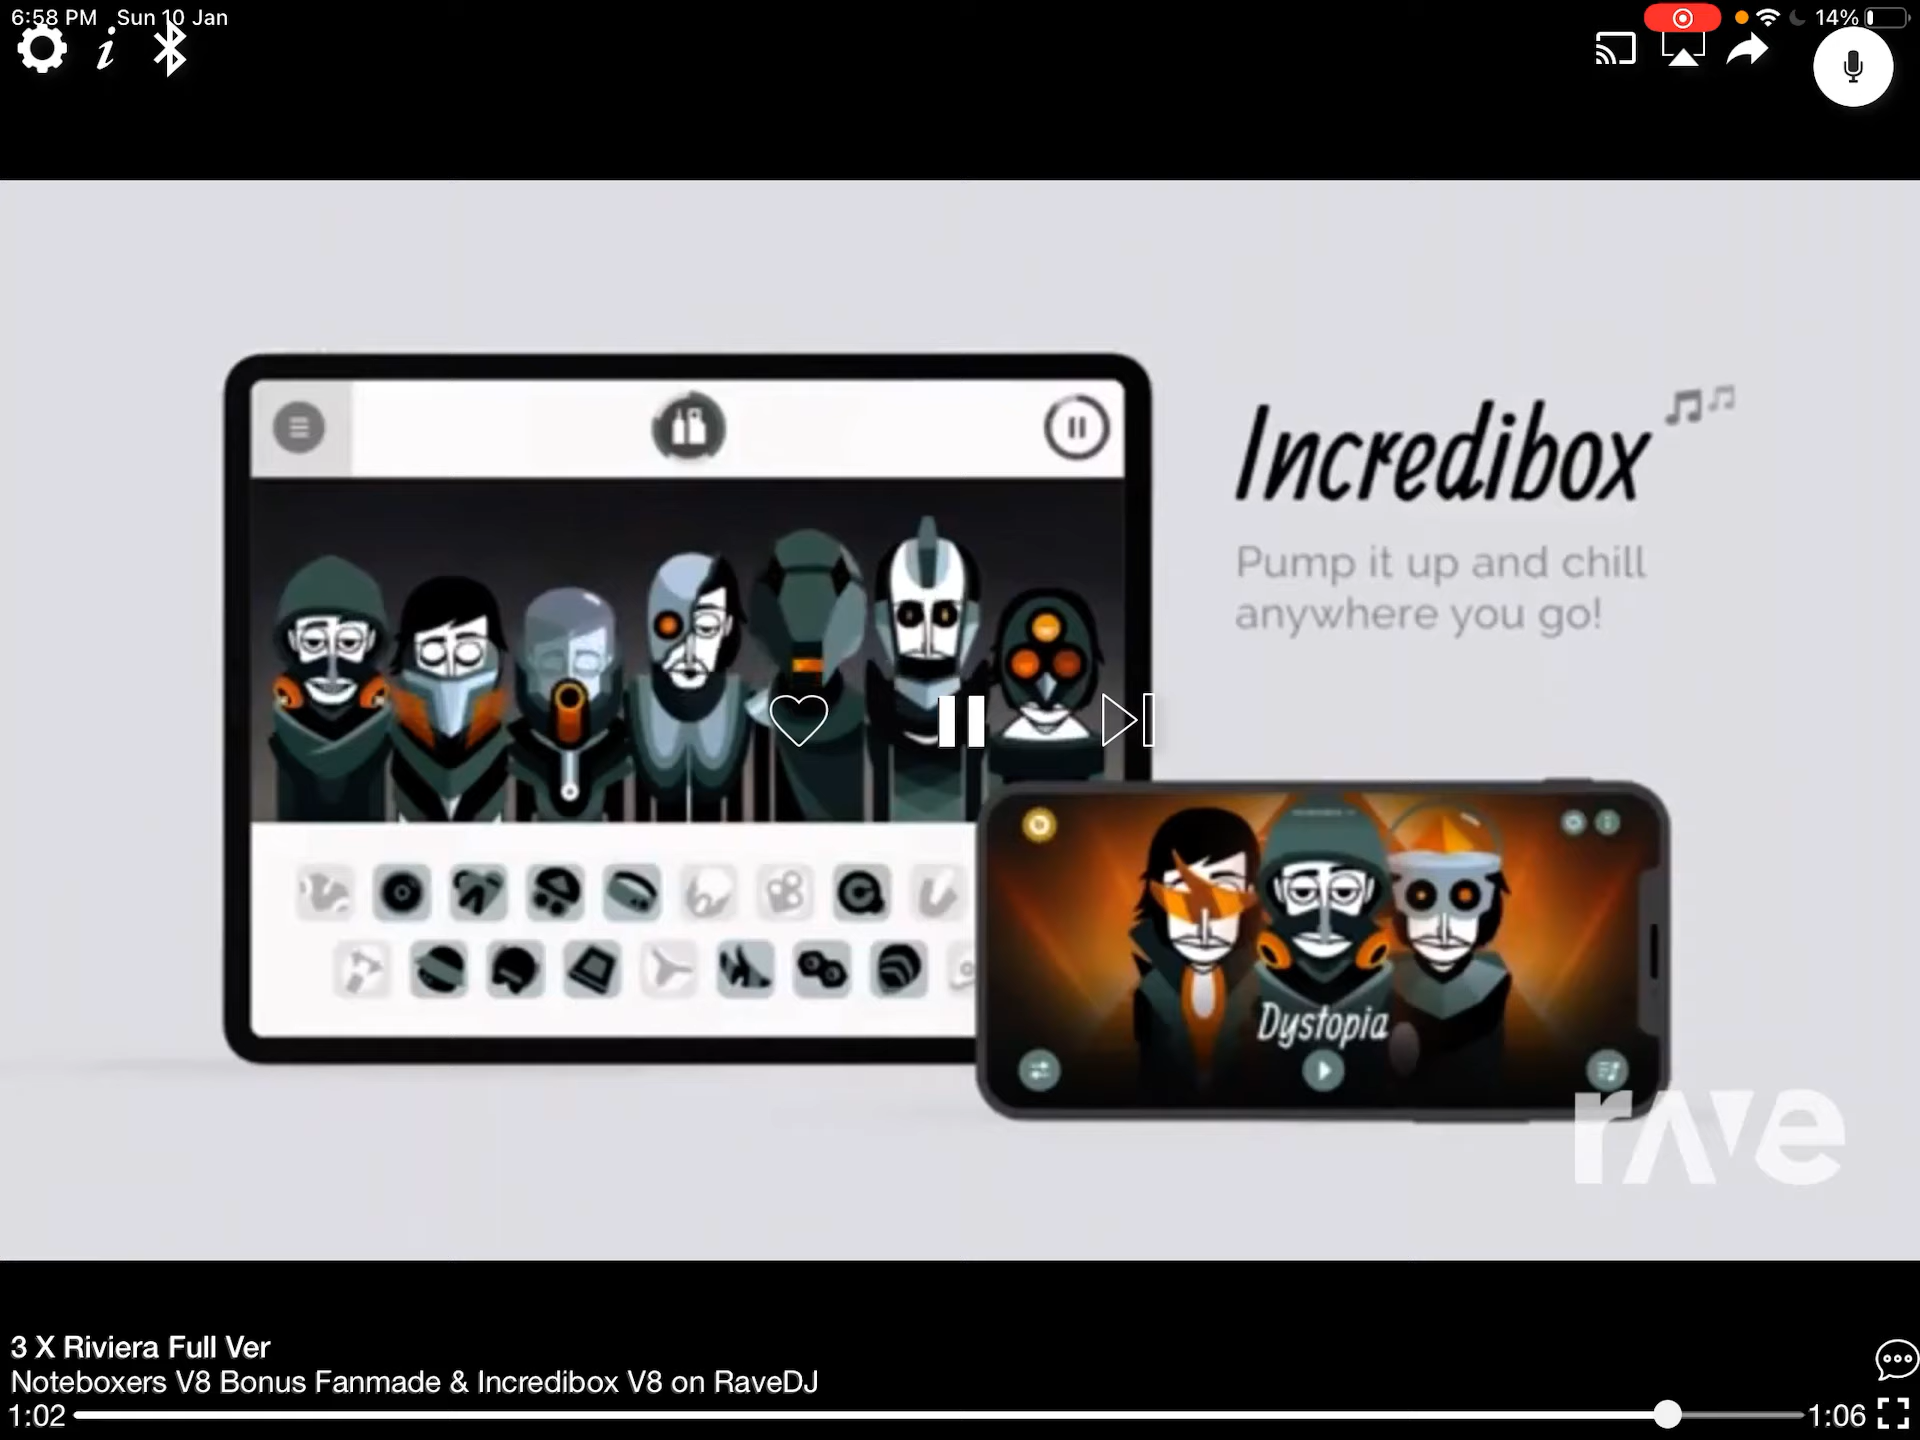 6:58 PM Sun 10 Jan
14%
Incredibox
Pump it up and chill
anywhere you go!
Dystopia
rave
3 X Riviera Full Ver
Noteboxers V8 Bonus Fanmade & Incredibox V8 on RaveDJ
1:02
1:06